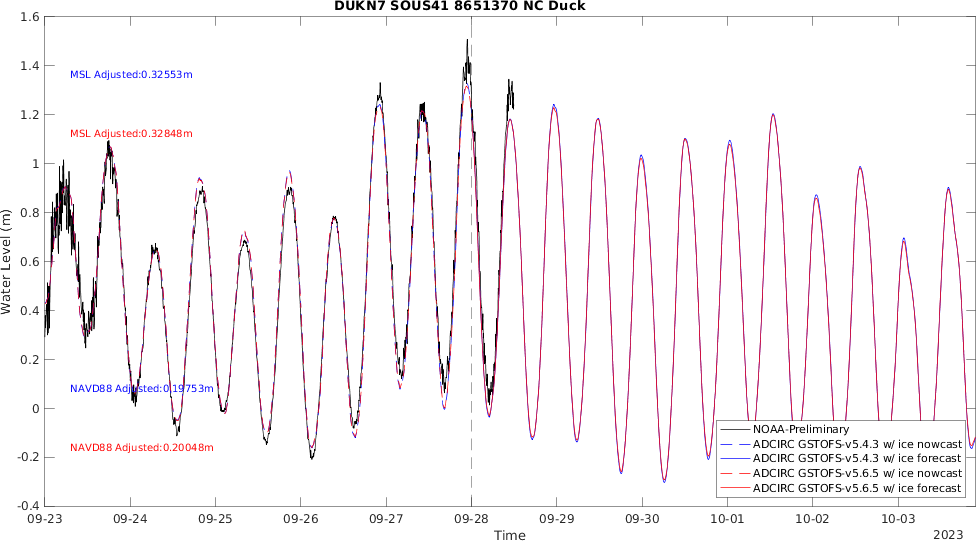 DUKN7 SOUS41 8651370 NC Duck
1.6
1.4
1.2
1
0.8
0.6
0.4
0.2
0
-0.2
-0.4
Water Level (m)
MSL Adjusted:0.32553m
MSL Adjusted:0.32848m
NAVD88 Adjusted:0.19753m
NAVD88 Adjusted:0.20048m
NOAA-Preliminary
ADCIRC GSTOFS-v5.4.3 w/ ice nowcast
ADCIRC GSTOFS-v5.4.3 w/ ice forecast
ADCIRC GSTOFS-v5.6.5 w/ ice nowcast
ADCIRC GSTOFS-v5.6.5 w/ ice forecast
09-23 09-24 09-25 09-26 09-27 09-28 09-29 09-30 10-01 10-02 10-03
Time
2023